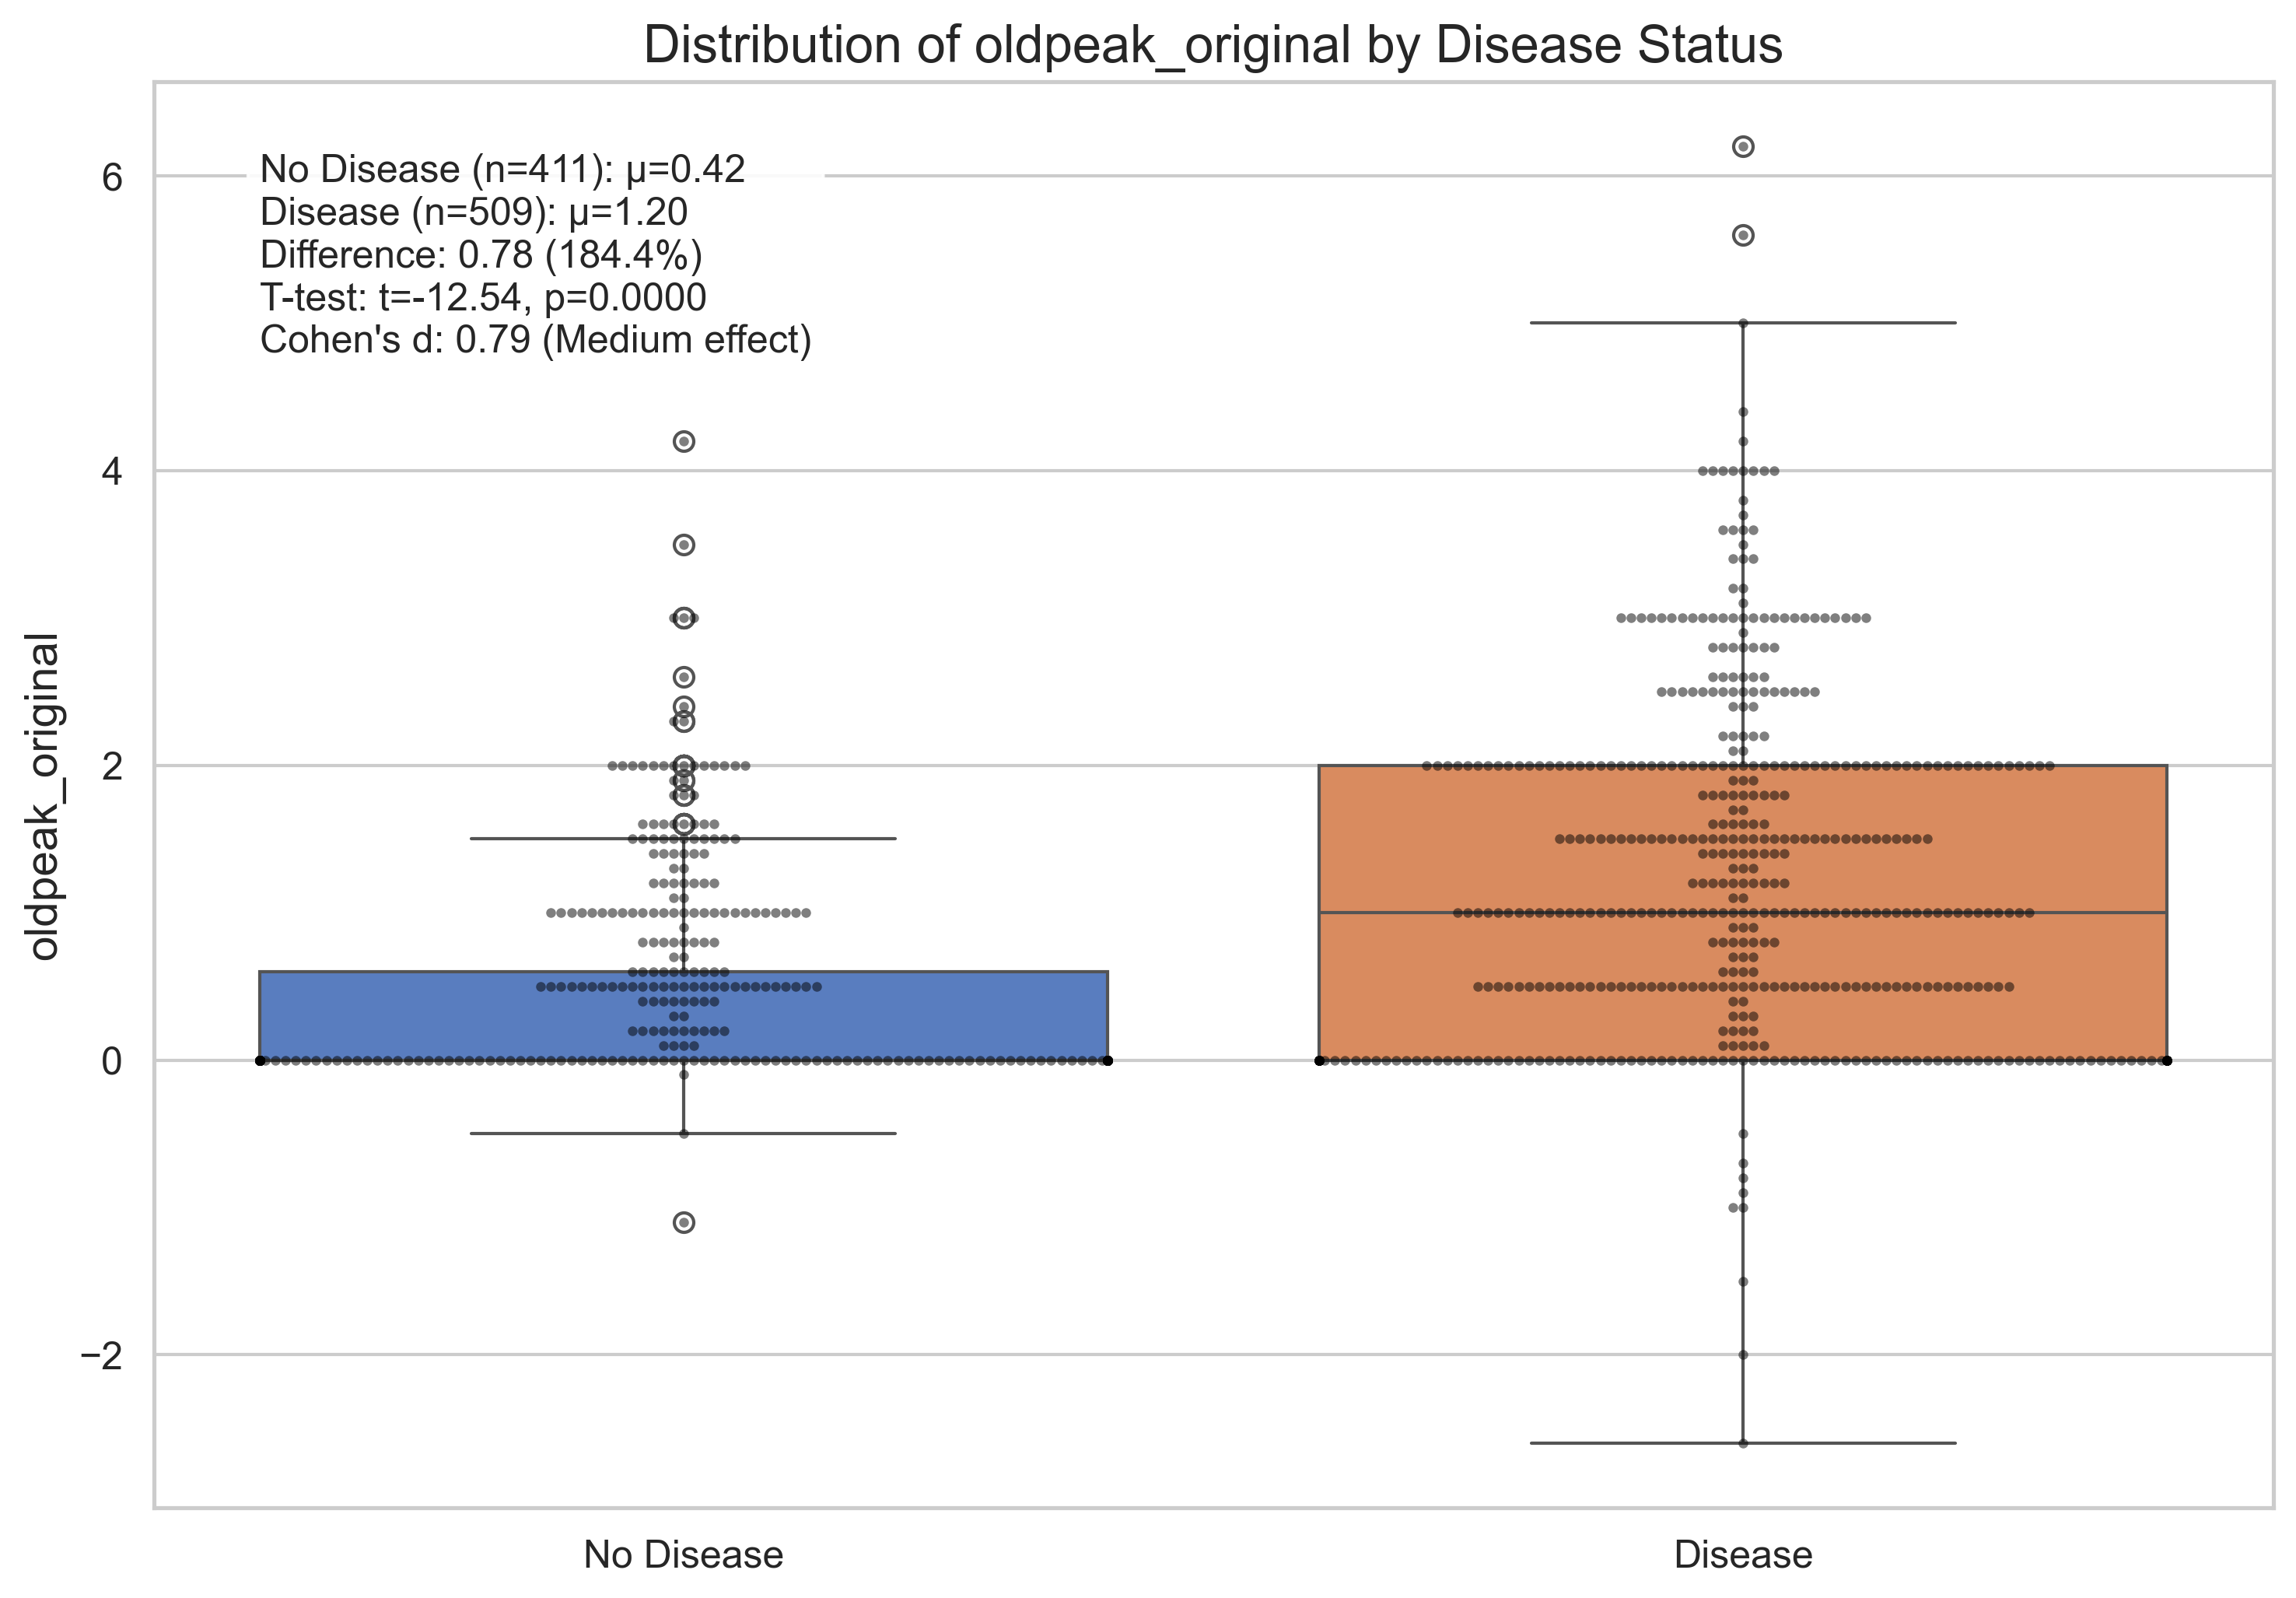 Distribution of oldpeak_original by Disease Status
No Disease (n=411): μ=0.42
Disease (n=509): μ=1.20
Difference: 0.78 (184.4%)
T-test: t=-12.54, p=0.0000
Cohen's d: 0.79 (Medium effect)
oldpeak_original
6
4
2
0
−2
No Disease
Disease